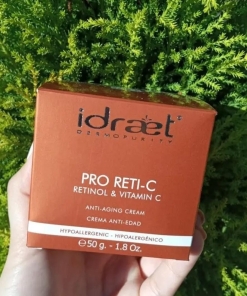 idraet
DERMOPURITY
PRO RETI-C
RETINOL & VITAMIN C
ANTI-AGING CREAM
CREMA ANTI-EDAD
HYPOALLERGENIC - HIPOALERGÉNICO
℮ 50 g. - 1.8 Oz.